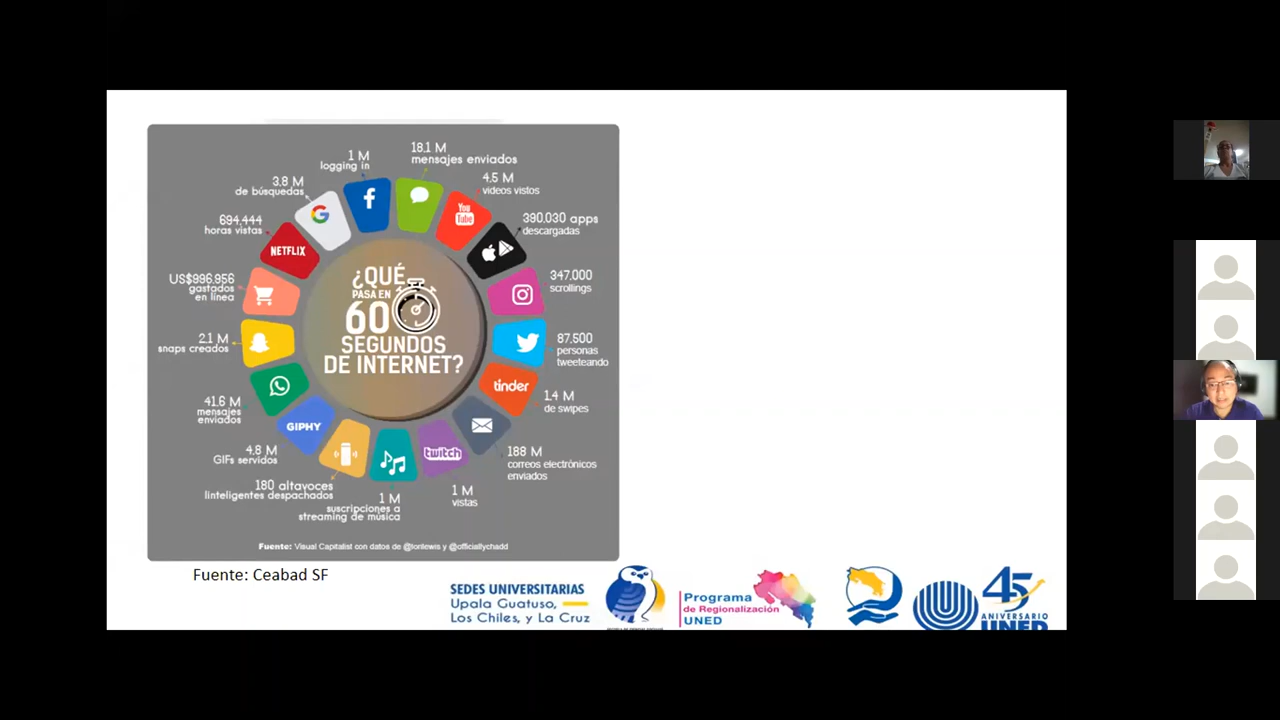 18.1 M
mensajes enviados
1 M
logging in
4.5 M
videos vistos
3.8 M
de búsquedas
390.030 apps
descargadas
694.444
horas vistas
347.000
scrollings
US$996.956
gastados
en línea
87,500
personas
tweeteando
2.1 M
snaps creados
1.4 M
de swipes
41.6 M
mensajes
enviados
188 M
correos electrónicos
enviados
4.8 M
GIFs servidos
1 M
vistas
180 altavoces
linteligentes despachados
1 M
suscripciones a
streaming de música
You
Tube
NETFLIX
tinder
GIPHY
twitch
¿QUÉ
PASA EN
60
SEGUNDOS
DE INTERNET?
Fuente: Visual Capitalist con datos de @lorilewis y @officiallychadd
Fuente: Ceabad SF
SEDES UNIVERSITARIAS
Upala Guatuso,
Los Chiles, y La Cruz
Programa
de Regionalización
UNED
45
ANIVERSARIO
UNED